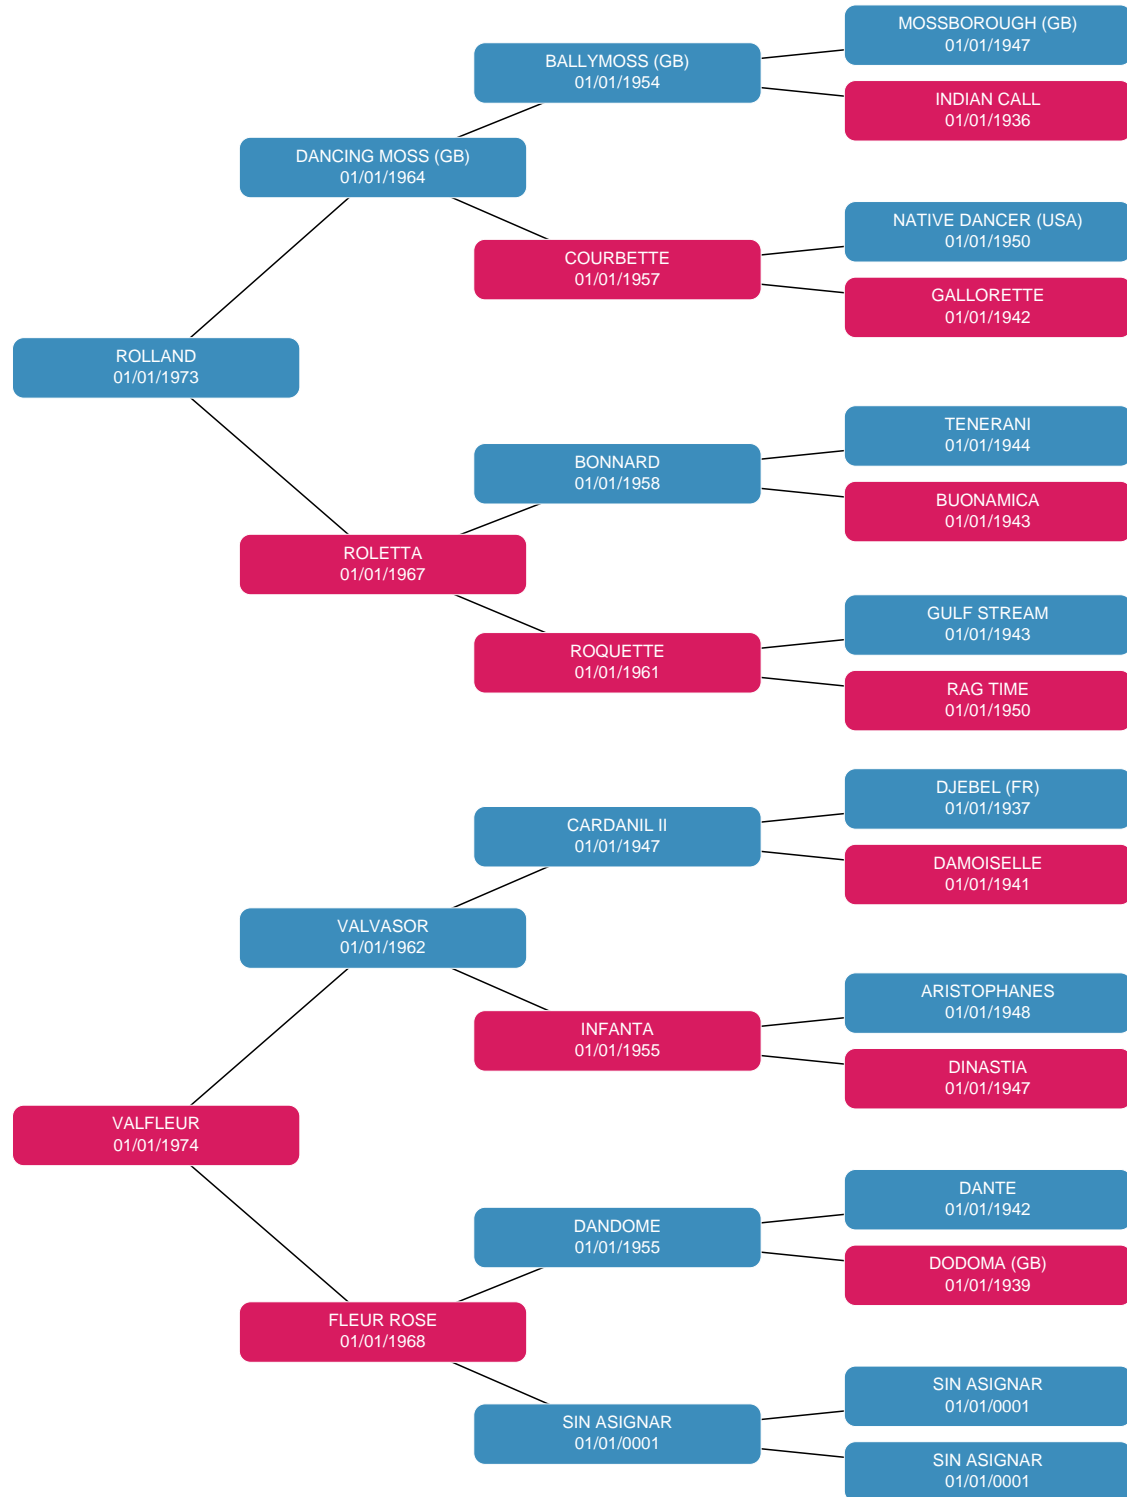 MOSSBOROUGH (GB)
01/01/1947
BALLYMOSS (GB)
01/01/1954
INDIAN CALL
01/01/1936
DANCING MOSS (GB)
01/01/1964
NATIVE DANCER (USA)
01/01/1950
COURBETTE
01/01/1957
GALLORETTE
01/01/1942
ROLLAND
01/01/1973
TENERANI
01/01/1944
BONNARD
01/01/1958
BUONAMICA
01/01/1943
ROLETTA
01/01/1967
GULF STREAM
01/01/1943
ROQUETTE
01/01/1961
RAG TIME
01/01/1950
DJEBEL (FR)
01/01/1937
CARDANIL II
01/01/1947
DAMOISELLE
01/01/1941
VALVASOR
01/01/1962
ARISTOPHANES
01/01/1948
INFANTA
01/01/1955
DINASTIA
01/01/1947
VALFLEUR
01/01/1974
DANTE
01/01/1942
DANDOME
01/01/1955
DODOMA (GB)
01/01/1939
FLEUR ROSE
01/01/1968
SIN ASIGNAR
01/01/0001
SIN ASIGNAR
01/01/0001
SIN ASIGNAR
01/01/0001